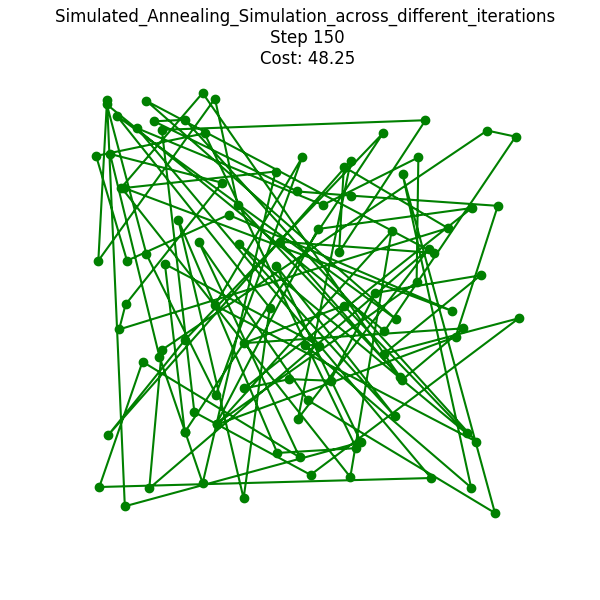 Simulated_Annealing_Simulation_across_different_iterations
Step 150
Cost: 48.25